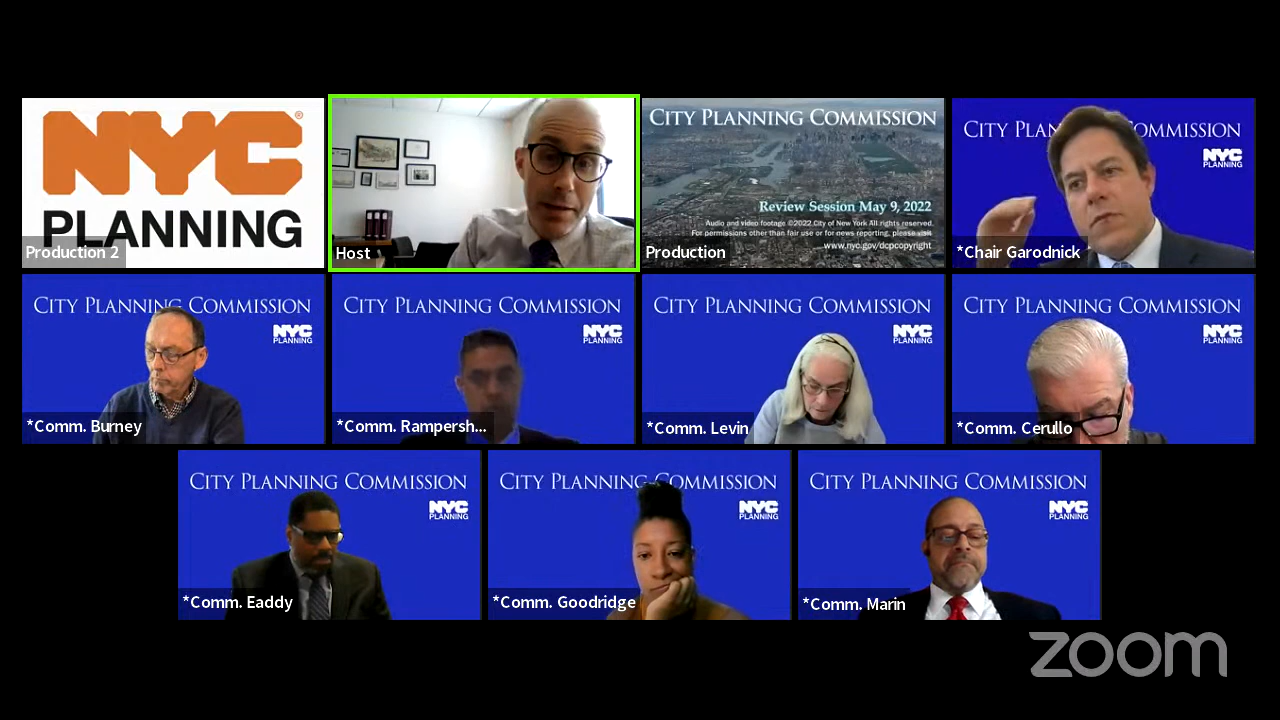 NYC®
PLANNING
Production 2
Host
CITY PLANNING COMMISSION
Review Session May 9, 2022
Audio and video footage ©2022 City of New York All rights reserved.
For permissions other than fair use or for news reporting, please visit
www.nyc.gov/dcpcopyright
Production
CITY PLANNING COMMISSION
NYC
PLANNING
*Chair Garodnick
CITY PLANNING COMMISSION
NYC
PLANNING
*Comm. Burney
CITY PLANNING COMMISSION
NYC
PLANNING
*Comm. Rampersh...
CITY PLANNING COMMISSION
NYC
PLANNING
*Comm. Levin
CITY PLANNING COMMISSION
NYC
PLANNING
*Comm. Cerullo
CITY PLANNING COMMISSION
NYC
PLANNING
*Comm. Eaddy
CITY PLANNING COMMISSION
NYC
PLANNING
*Comm. Goodridge
CITY PLANNING COMMISSION
NYC
PLANNING
*Comm. Marin
zoom